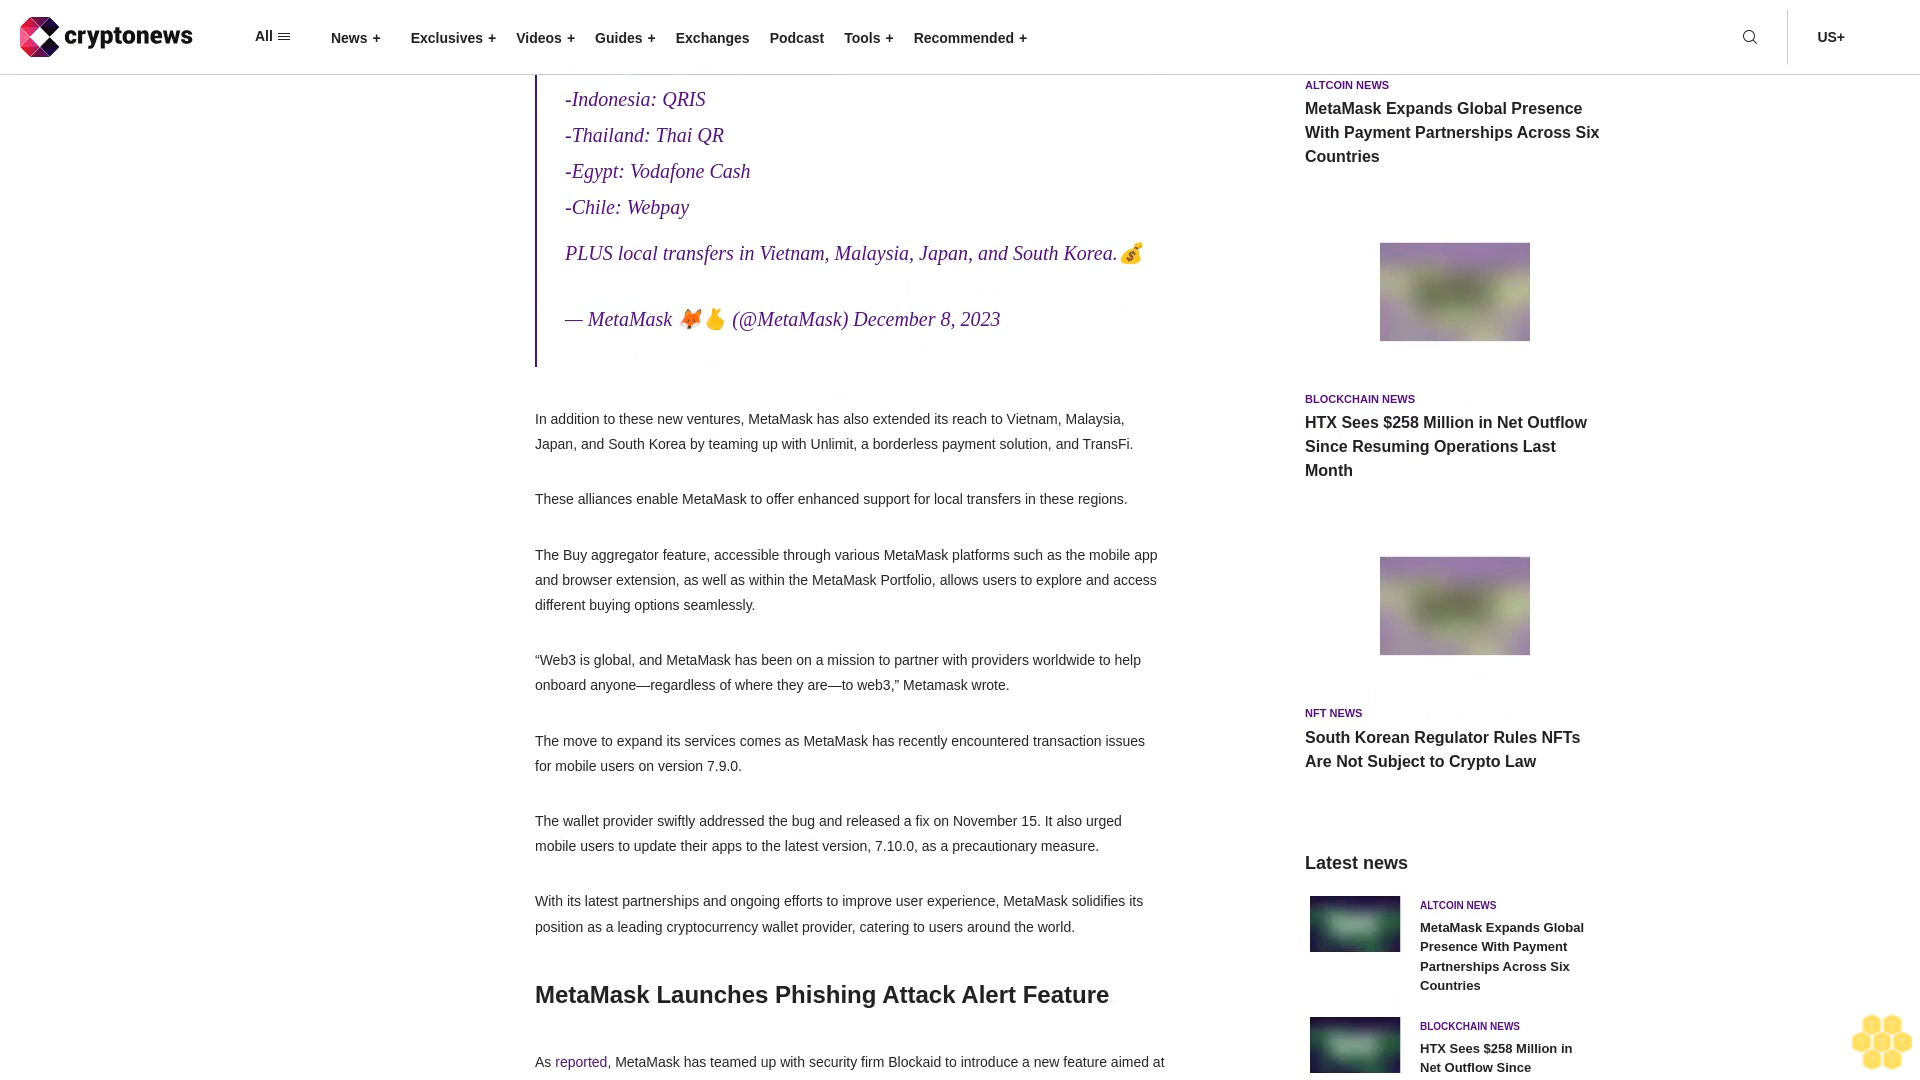 cryptonews
All
News +
Exclusives +
Videos +
Guides +
Exchanges
Podcast
Tools +
Recommended +
US+
-Indonesia: QRIS
-Thailand: Thai QR
-Egypt: Vodafone Cash
-Chile: Webpay
PLUS local transfers in Vietnam, Malaysia, Japan, and South Korea.💰
— MetaMask 🦊🫰 (@MetaMask) December 8, 2023
In addition to these new ventures, MetaMask has also extended its reach to Vietnam, Malaysia,
Japan, and South Korea by teaming up with Unlimit, a borderless payment solution, and TransFi.
These alliances enable MetaMask to offer enhanced support for local transfers in these regions.
The Buy aggregator feature, accessible through various MetaMask platforms such as the mobile app
and browser extension, as well as within the MetaMask Portfolio, allows users to explore and access
different buying options seamlessly.
“Web3 is global, and MetaMask has been on a mission to partner with providers worldwide to help
onboard anyone—regardless of where they are—to web3,” Metamask wrote.
The move to expand its services comes as MetaMask has recently encountered transaction issues
for mobile users on version 7.9.0.
The wallet provider swiftly addressed the bug and released a fix on November 15. It also urged
mobile users to update their apps to the latest version, 7.10.0, as a precautionary measure.
With its latest partnerships and ongoing efforts to improve user experience, MetaMask solidifies its
position as a leading cryptocurrency wallet provider, catering to users around the world.
MetaMask Launches Phishing Attack Alert Feature
As reported, MetaMask has teamed up with security firm Blockaid to introduce a new feature aimed at
ALTCOIN NEWS
MetaMask Expands Global Presence
With Payment Partnerships Across Six
Countries
BLOCKCHAIN NEWS
HTX Sees $258 Million in Net Outflow
Since Resuming Operations Last
Month
NFT NEWS
South Korean Regulator Rules NFTs
Are Not Subject to Crypto Law
Latest news
ALTCOIN NEWS
MetaMask Expands Global
Presence With Payment
Partnerships Across Six
Countries
BLOCKCHAIN NEWS
HTX Sees $258 Million in
Net Outflow Since